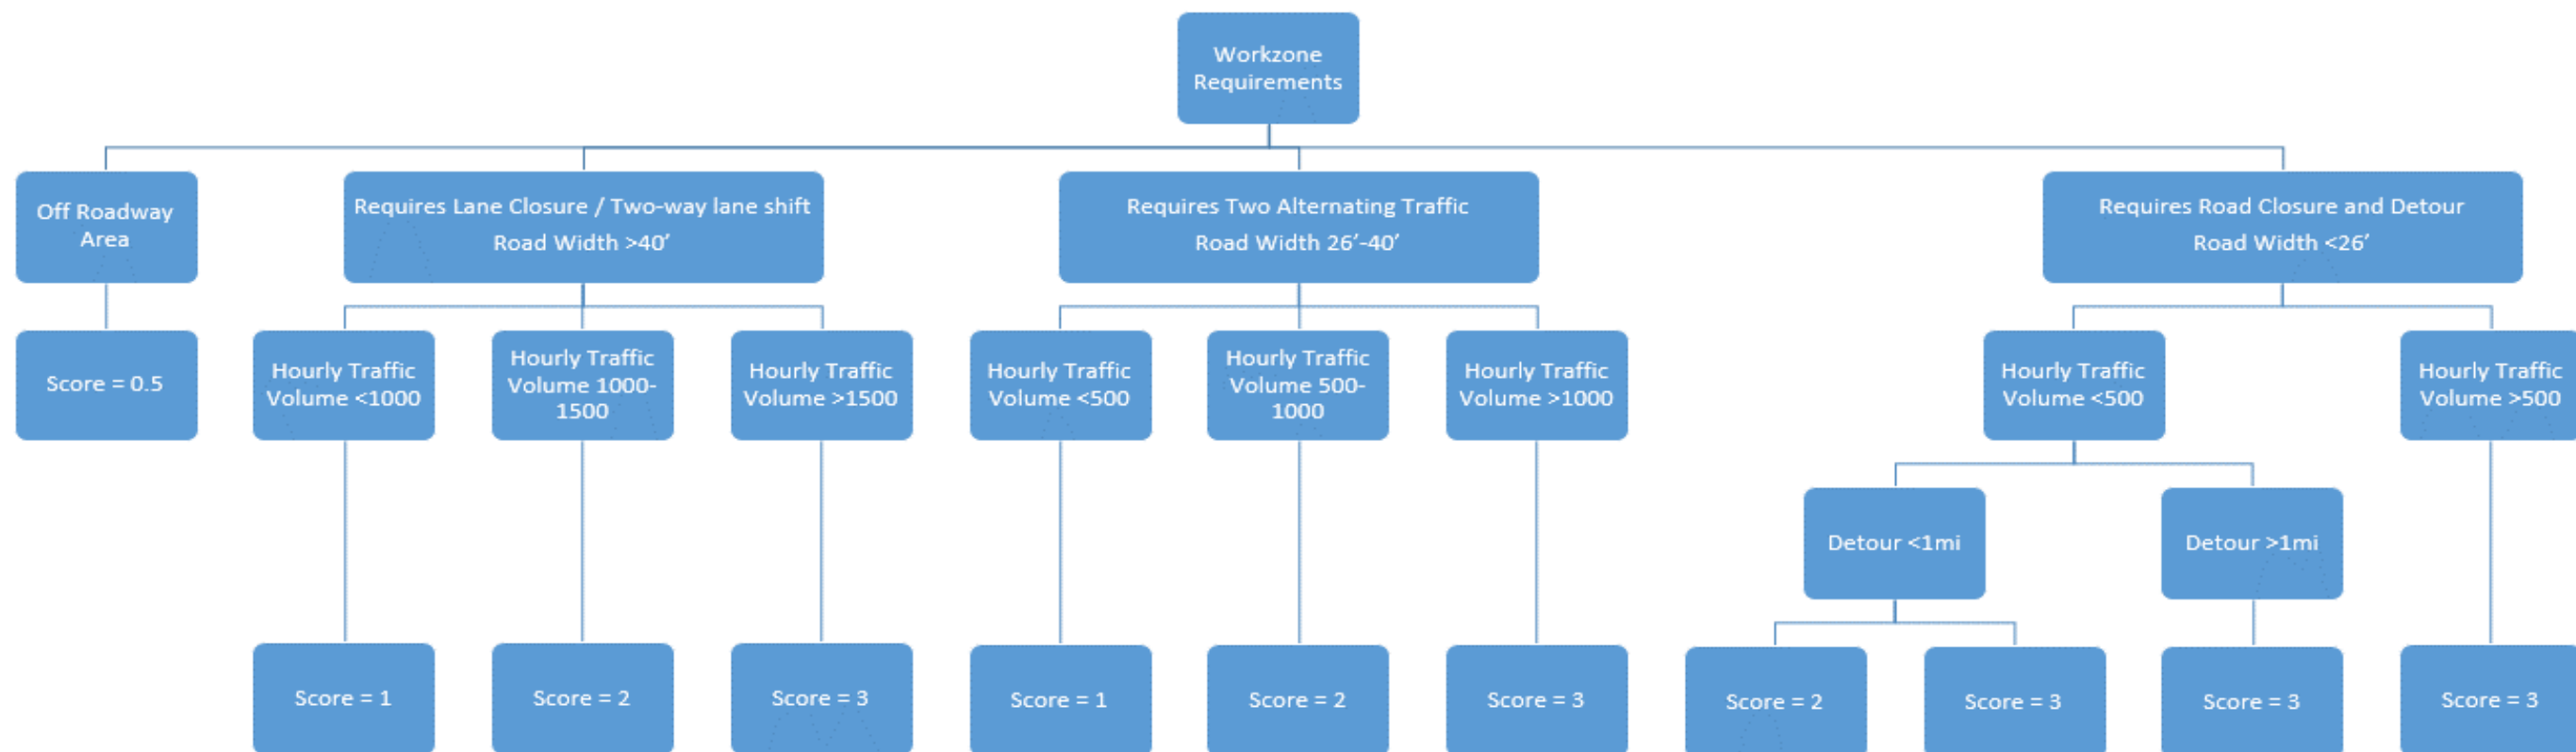 Workzone
Requirements
Off Roadway
Area
Requires Lane Closure / Two-way lane shift
Road Width >40’
Requires Two Alternating Traffic
Road Width 26’-40’
Requires Road Closure and Detour
Road Width <26’
Score = 0.5
Hourly Traffic
Volume <1000
Hourly Traffic
Volume 1000-
1500
Hourly Traffic
Volume >1500
Hourly Traffic
Volume <500
Hourly Traffic
Volume 500-
1000
Hourly Traffic
Volume >1000
Hourly Traffic
Volume <500
Hourly Traffic
Volume >500
Detour <1mi
Detour >1mi
Score = 1
Score = 2
Score = 3
Score = 1
Score = 2
Score = 3
Score = 2
Score = 3
Score = 3
Score = 3